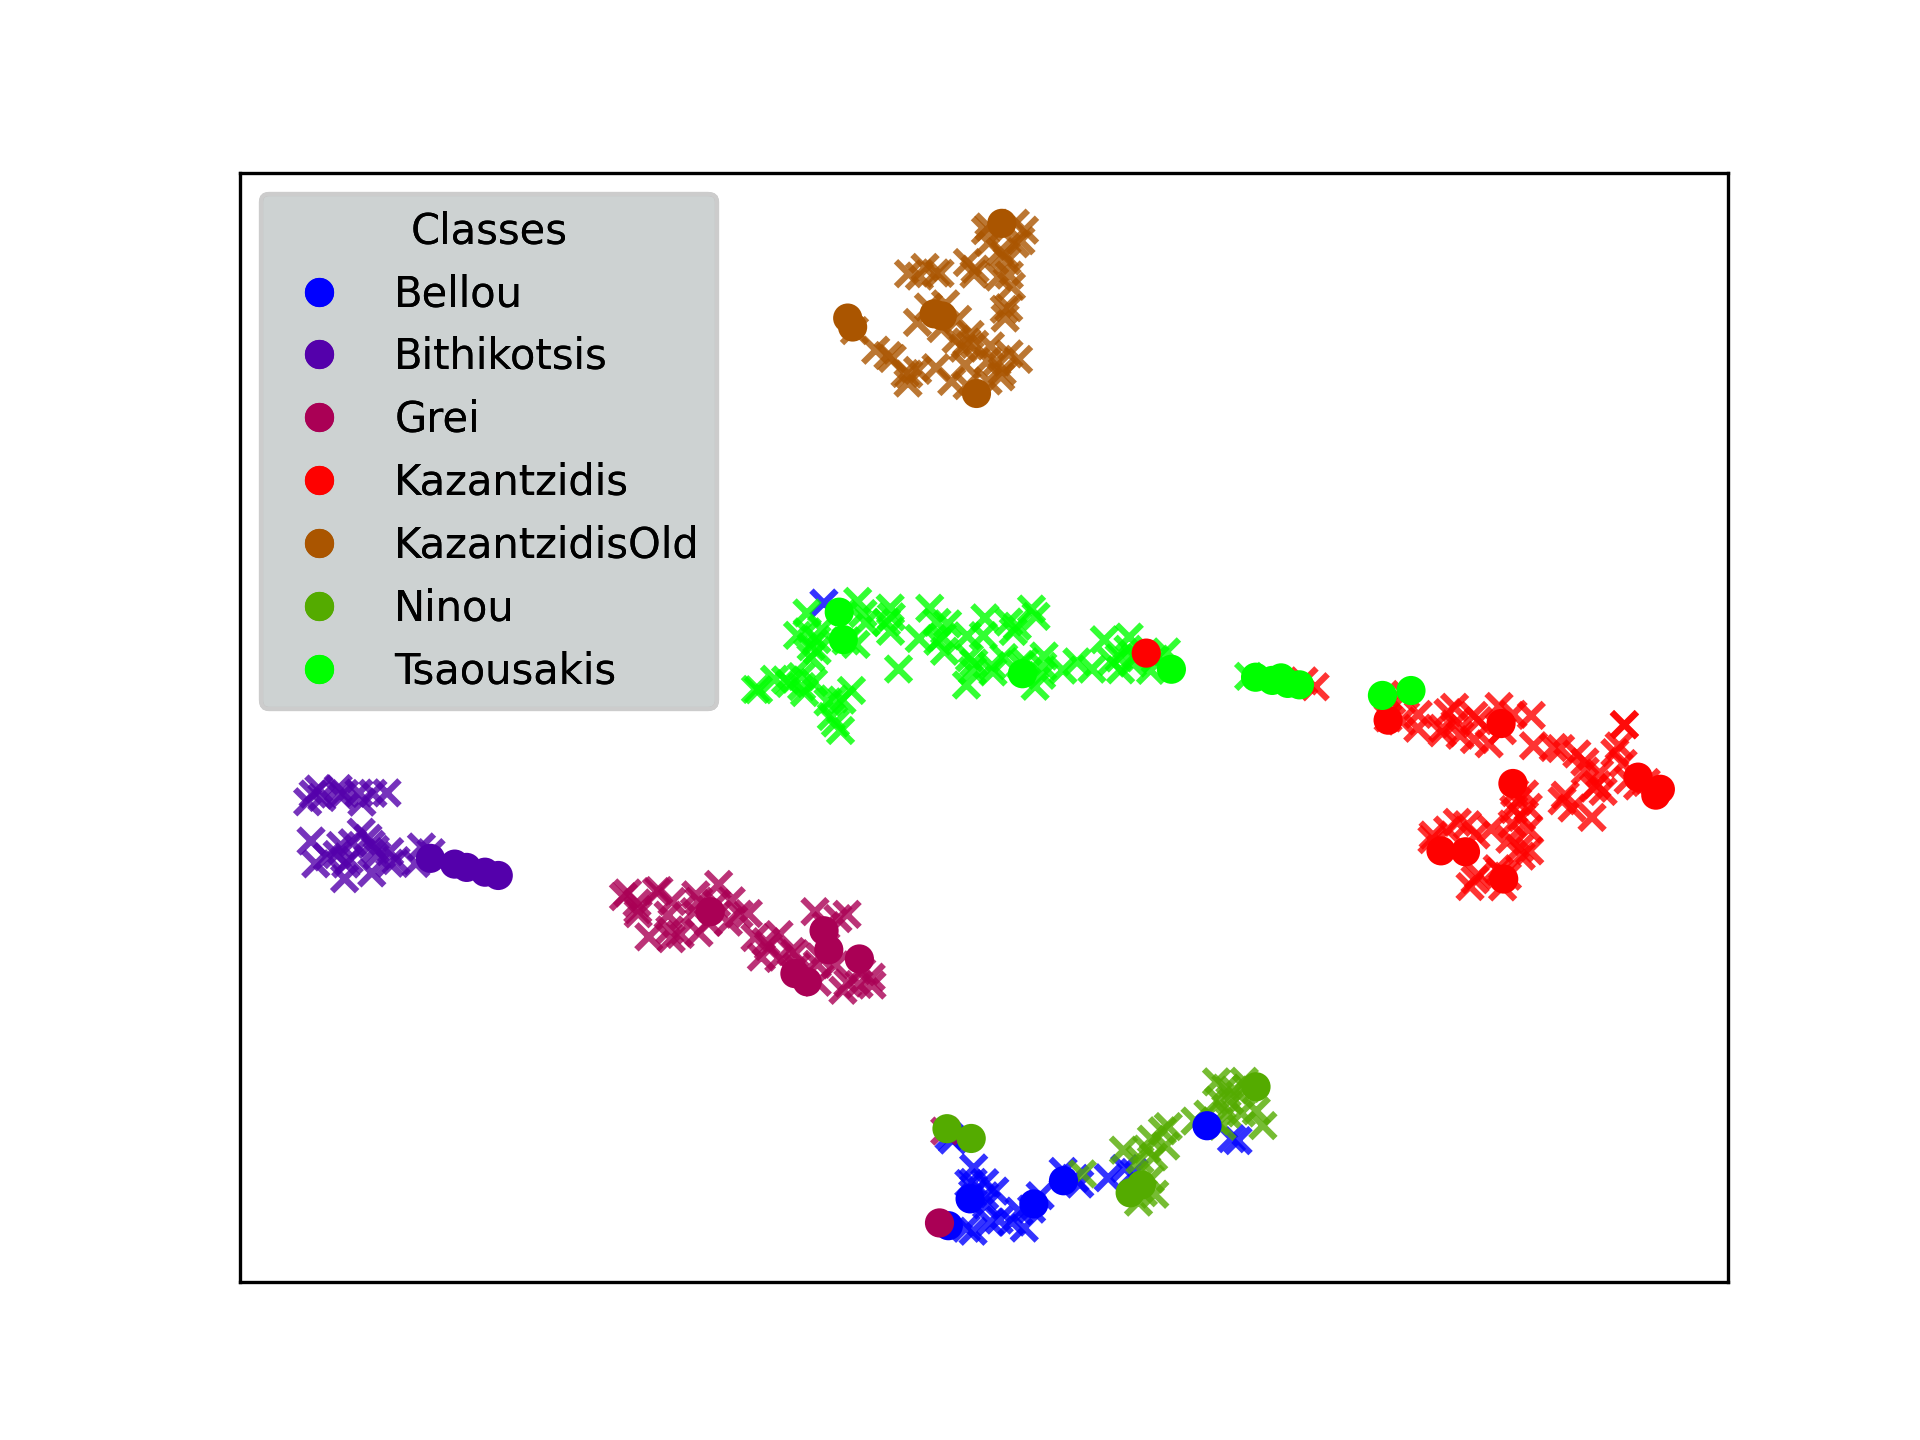 Classes
Bellou
Bithikotsis
Grei
Kazantzidis
KazantzidisOld
Ninou
Tsaousakis